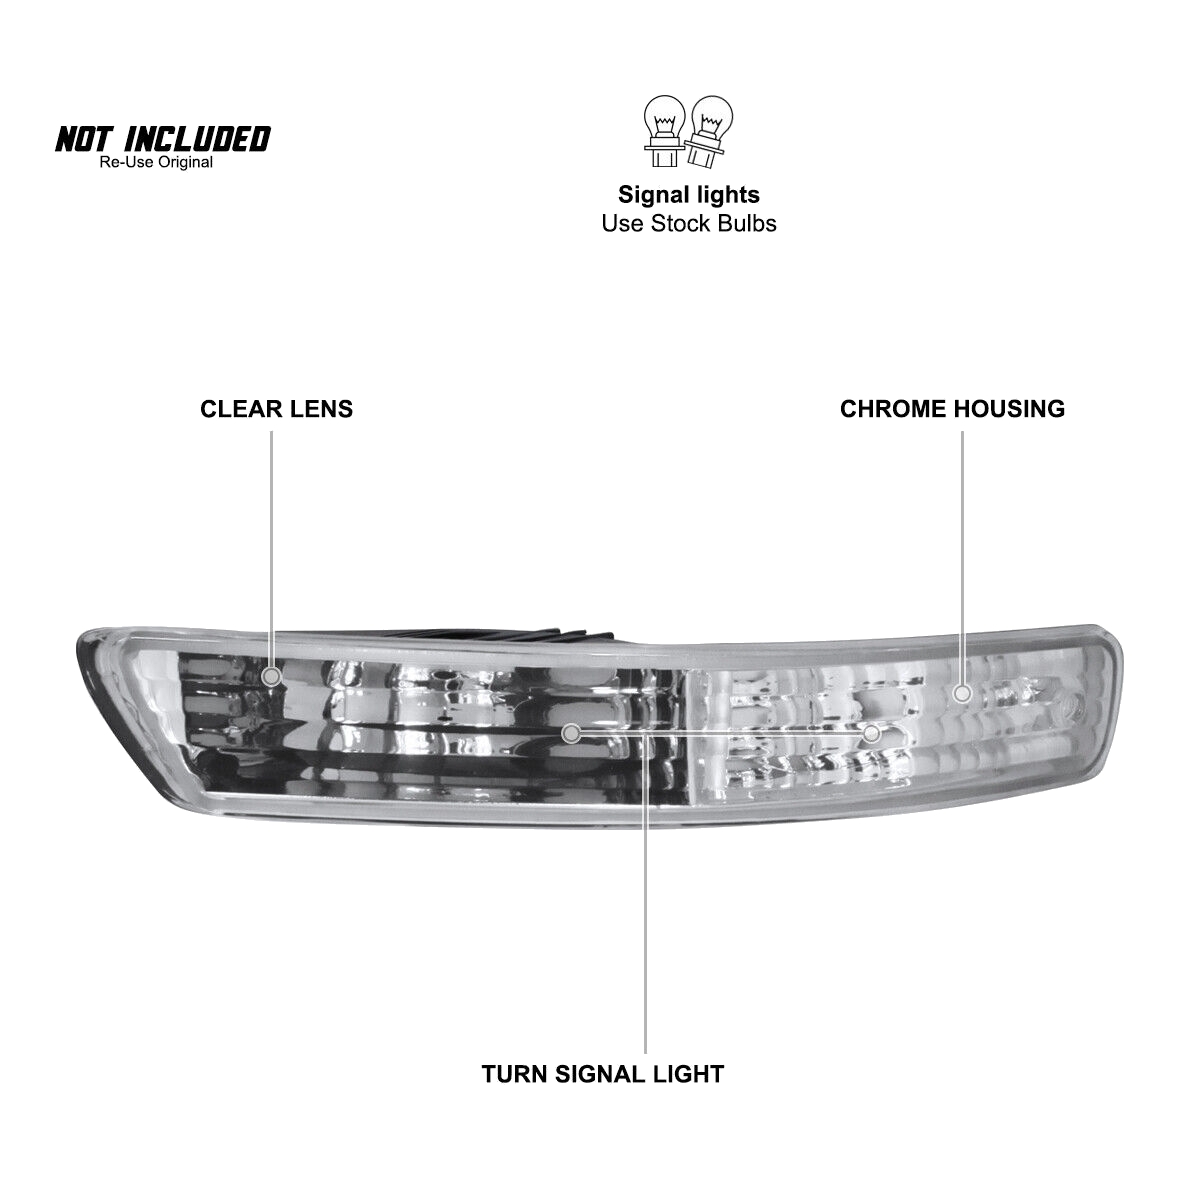 NOT INCLUDED
Re-Use Original
Signal lights
Use Stock Bulbs
CLEAR LENS
CHROME HOUSING
TURN SIGNAL LIGHT